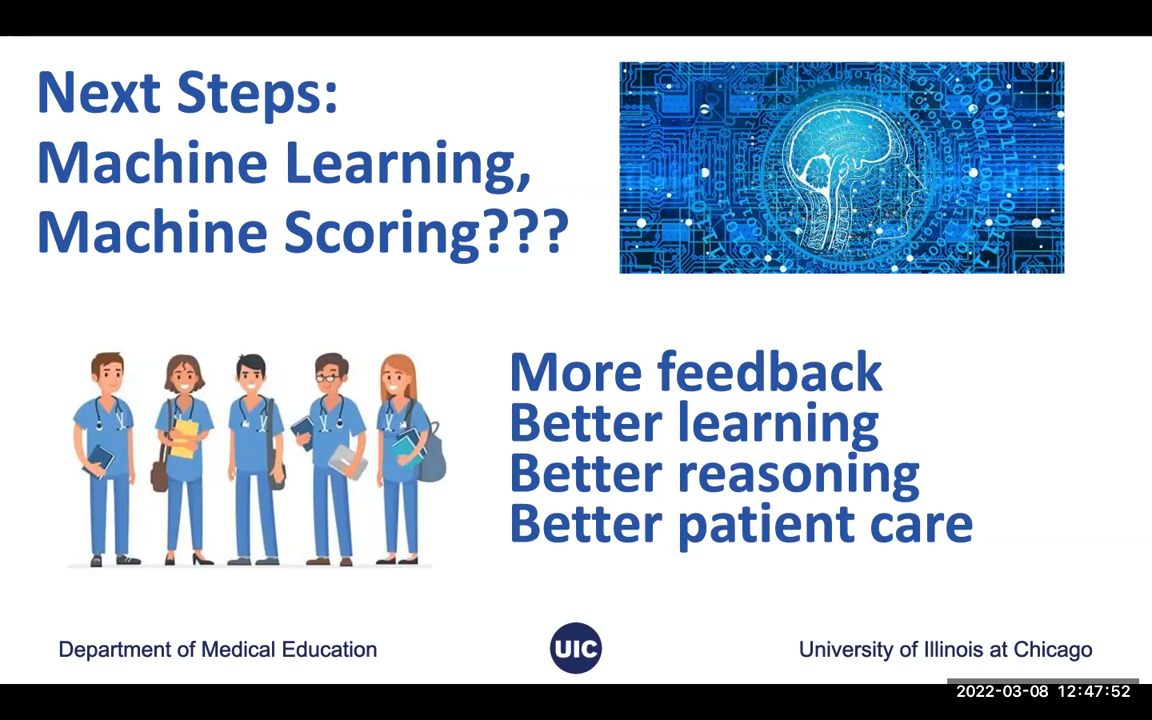 Next Steps:
Machine Learning,
Machine Scoring???
More feedback
Better learning
Better reasoning
Better patient care
Department of Medical Education
UIC
University of Illinois at Chicago
2022-03-08 12:47:52